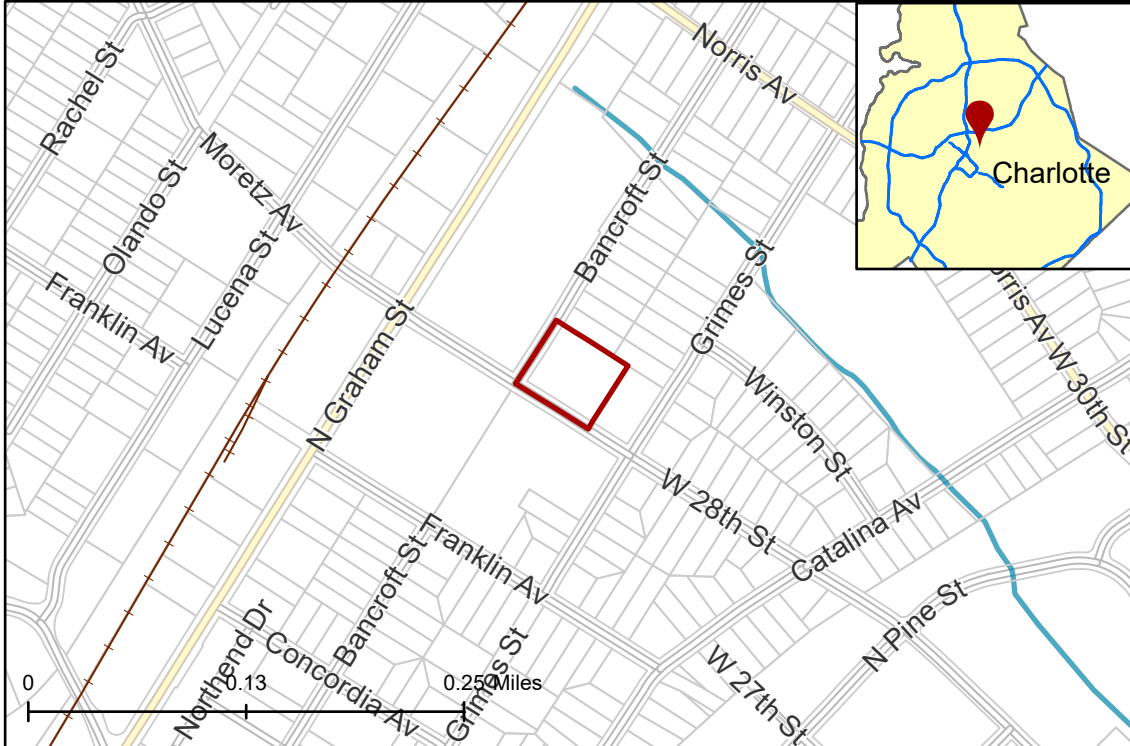 Norris Av
Rachel St
Charlotte
Moretz Av
Bancroft St
Olando St
Lucena St
Grimes St
Franklin Av
orris Av
W 30th St
N Graham St
Winston St
W 28th St
Catalina Av
Franklin Av
Bancroft St
N Pine St
Northend Dr
Concordia Av
Grimes St
W 27th St
0
0.13
0.25 Miles